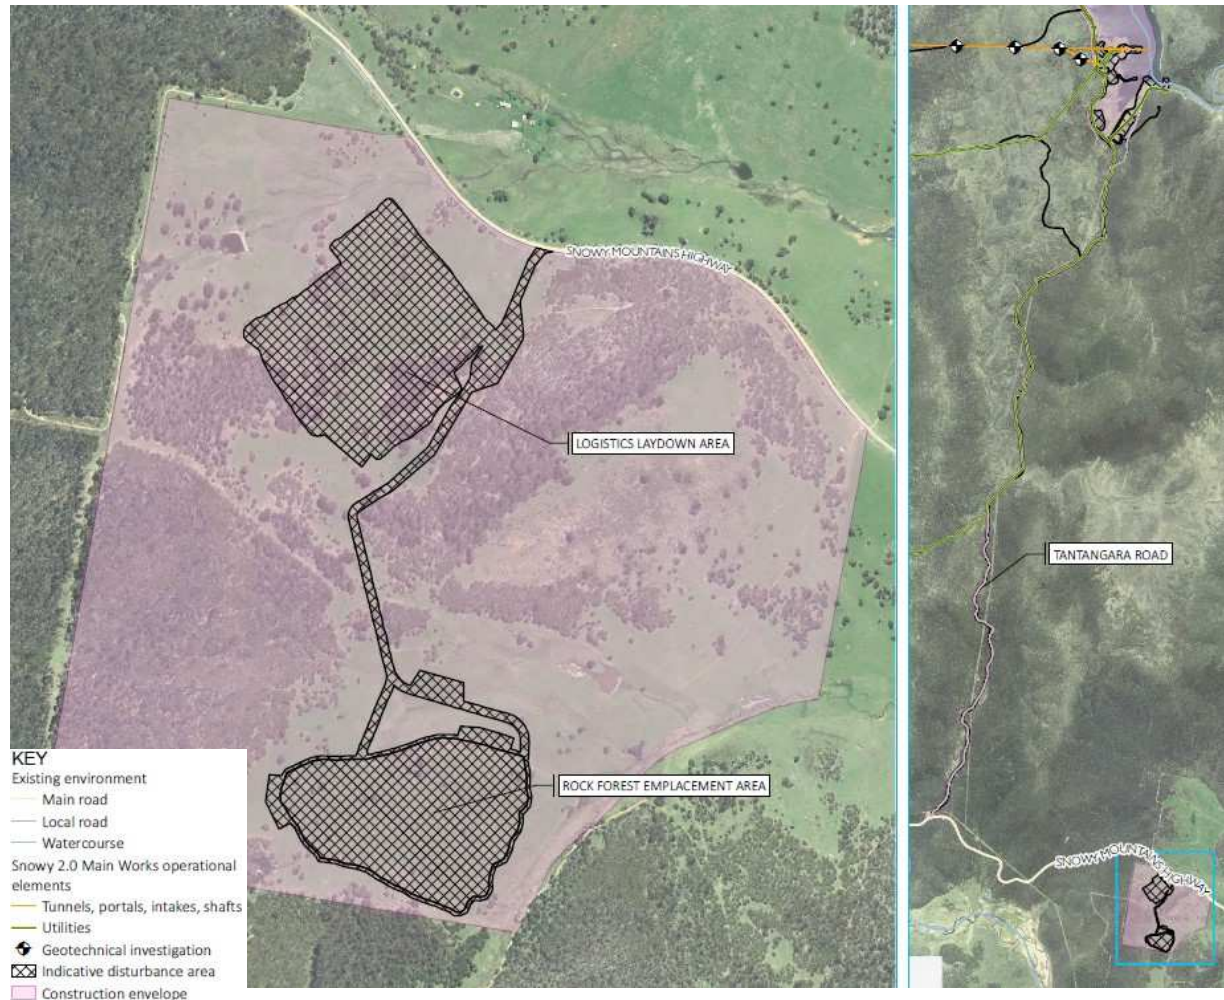 SNOWY MOUNTAINS HIGHWAY
LOGISTICS LAYDOWN AREA
ROCK FOREST EMPLACEMENT AREA
KEY
Existing environment
Main road
Local road
Watercourse
Snowy 2.0 Main Works operational
elements
Tunnels, portals, intakes, shafts
Utilities
Geotechnical investigation
Indicative disturbance area
Construction envelope
TANTANGARA ROAD
SNOWY MOUNTAINS HIGHWAY